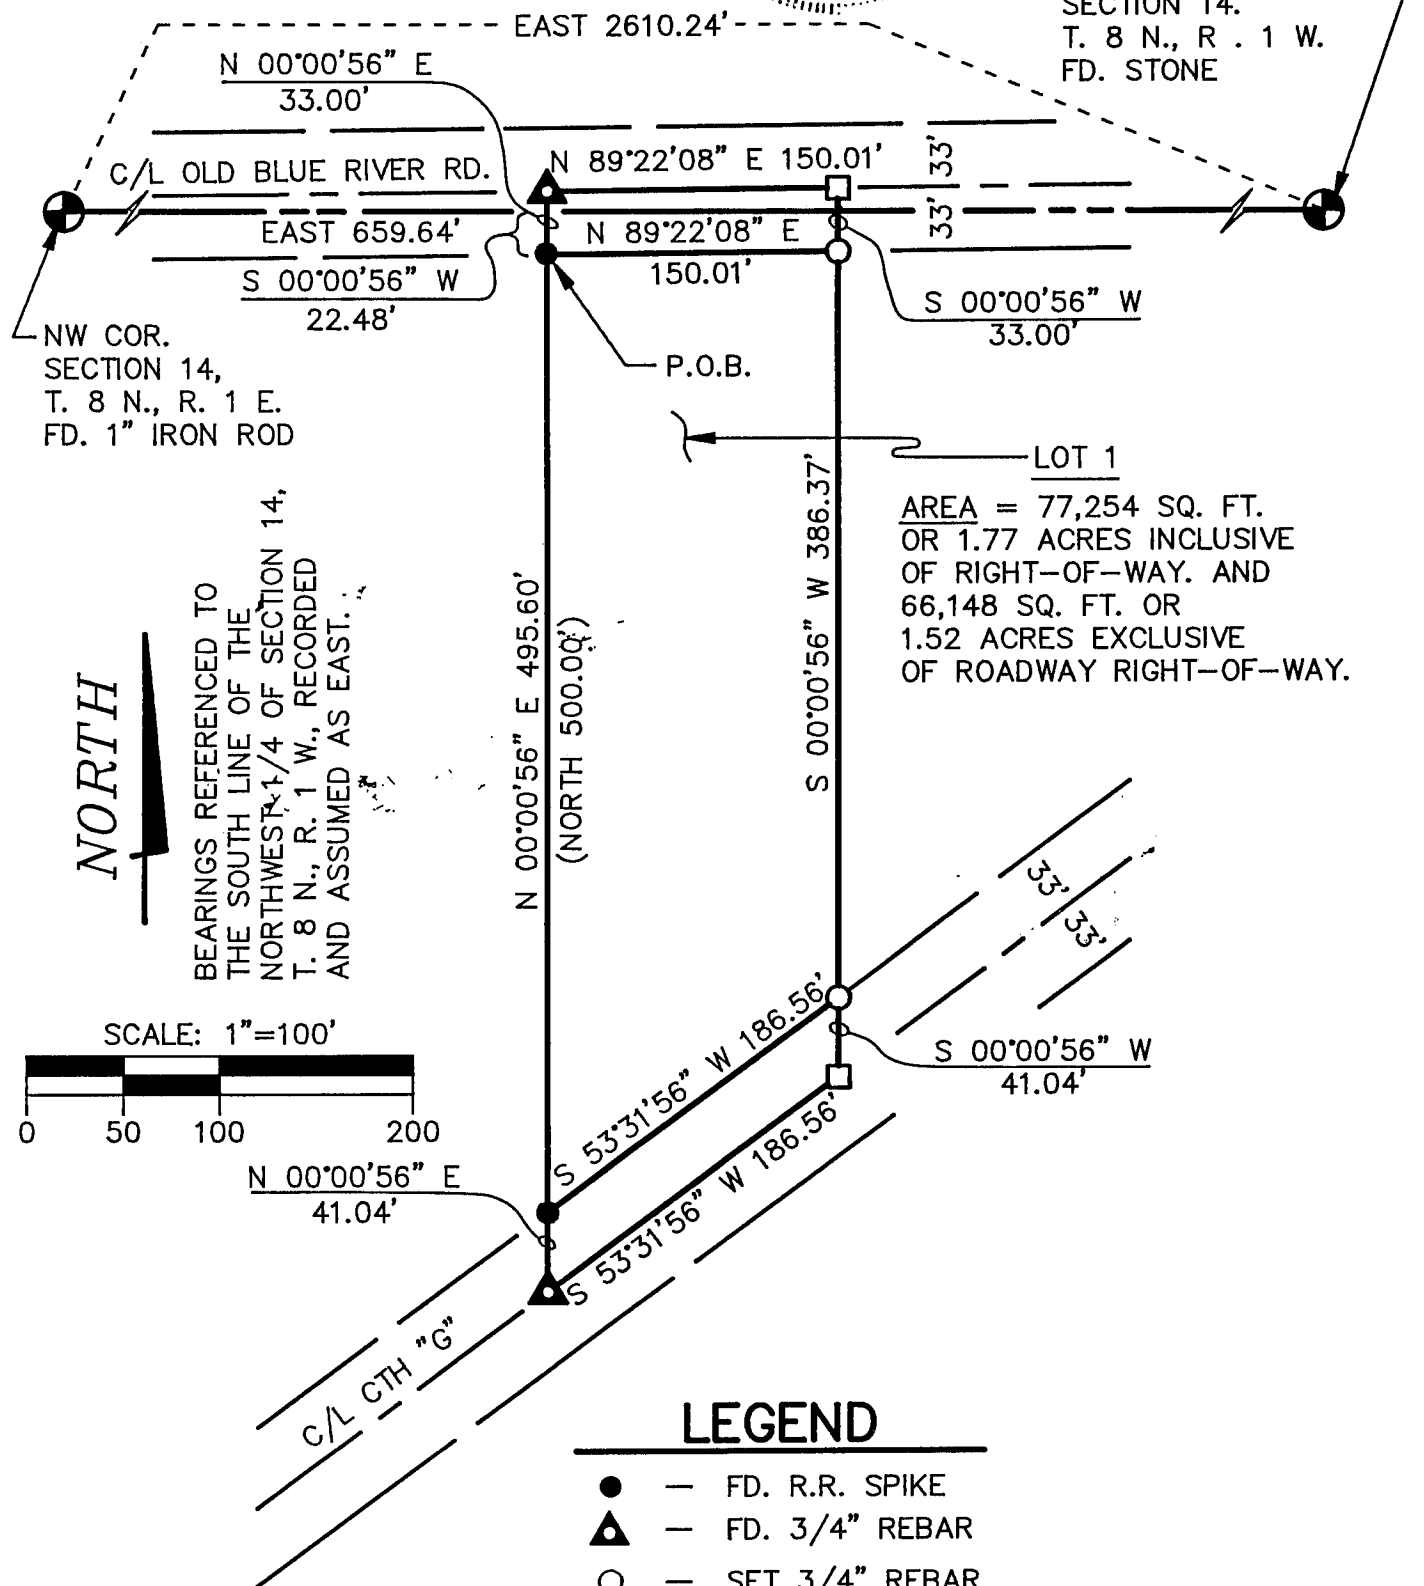 EAST 2610.24'
SECTION 14.
T. 8 N., R . 1 W.
FD. STONE
N 00°00'56" E
33.00'
C/L OLD BLUE RIVER RD.
N 89°22'08" E 150.01'
33'
33'
EAST 659.64'
N 89°22'08" E
150.01'
S 00°00'56" W
22.48'
S 00°00'56" W
33.00'
NW COR.
SECTION 14,
T. 8 N., R. 1 E.
FD. 1" IRON ROD
P.O.B.
LOT 1
AREA = 77,254 SQ. FT.
OR 1.77 ACRES INCLUSIVE
OF RIGHT-OF-WAY. AND
66,148 SQ. FT. OR
1.52 ACRES EXCLUSIVE
OF ROADWAY RIGHT-OF-WAY.
NORTH
BEARINGS REFERENCED TO
THE SOUTH LINE OF THE
NORTHWEST 1/4 OF SECTION 14,
T. 8 N., R. 1 W., RECORDED
AND ASSUMED AS EAST.
N 00°00'56" E 495.60'
(NORTH 500.00')
S 00°00'56" W 386.37'
33'
33'
SCALE: 1"=100'
0 50 100 200
S 53°31'56" W 186.56'
S 00°00'56" W
41.04'
S 53°31'56" W 186.56'
N 00°00'56" E
41.04'
C/L CTH "G"
LEGEND
— FD. R.R. SPIKE
— FD. 3/4" REBAR
— SET 3/4" REBAR